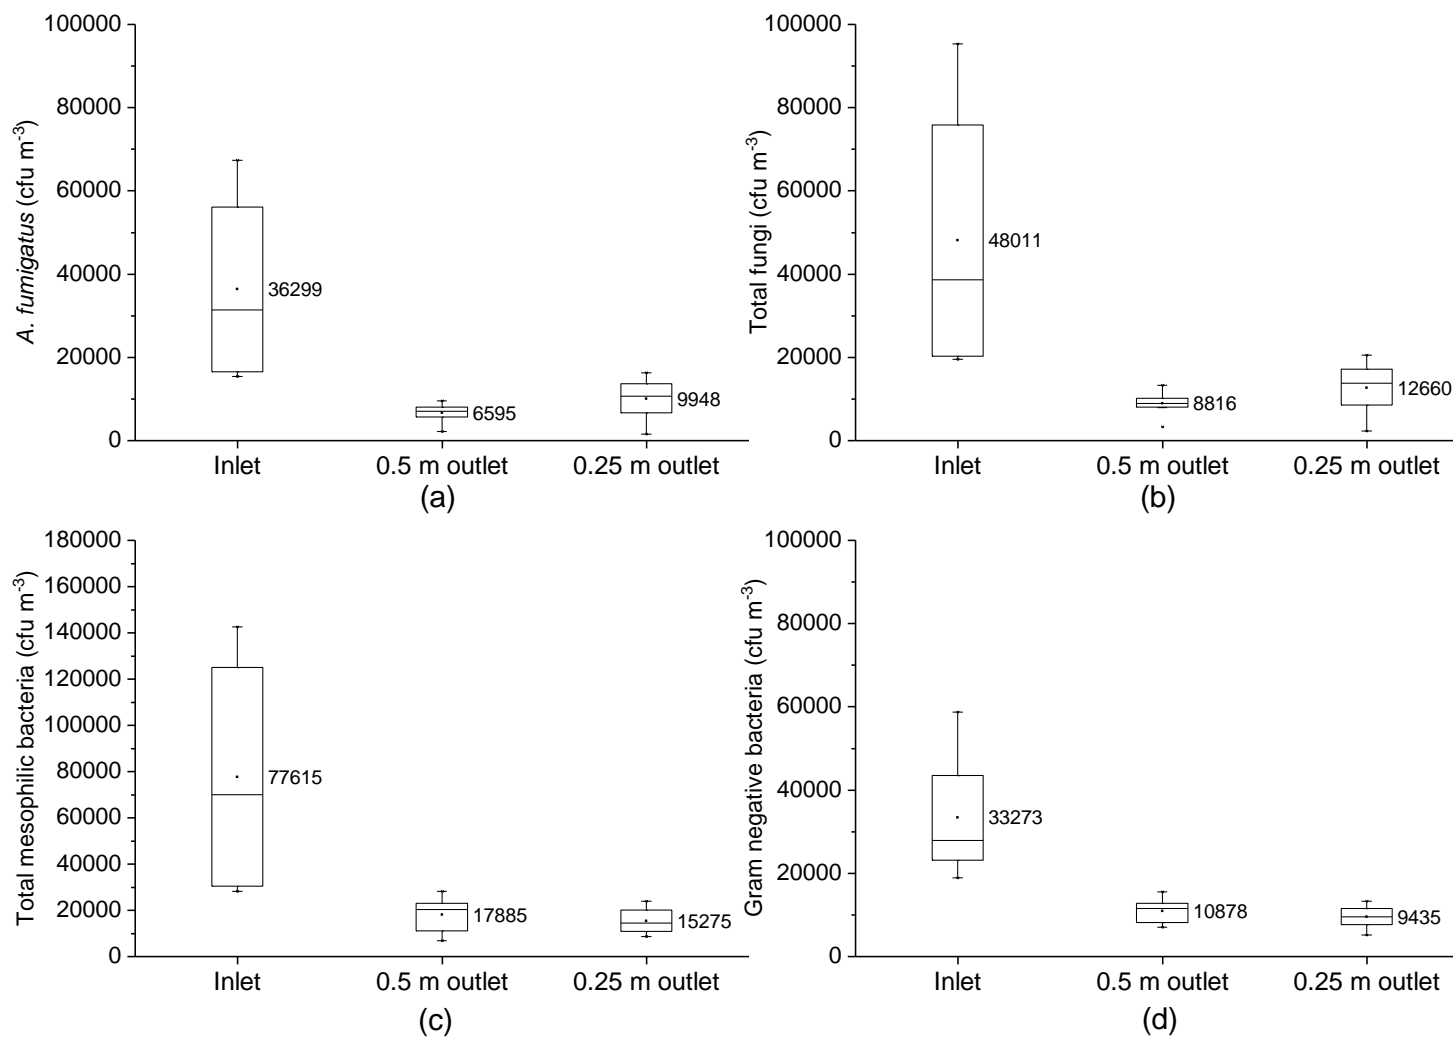 A. fumigatus (cfu m-3)
100000
80000
60000
40000
20000
0
36299
6595
9948
Inlet
0.5 m outlet
0.25 m outlet
(a)
Total fungi (cfu m-3)
100000
80000
60000
40000
20000
0
48011
8816
12660
Inlet
0.5 m outlet
0.25 m outlet
(b)
Total mesophilic bacteria (cfu m-3)
180000
160000
140000
120000
100000
80000
60000
40000
20000
0
77615
17885
15275
Inlet
0.5 m outlet
0.25 m outlet
(c)
Gram negative bacteria (cfu m-3)
100000
80000
60000
40000
20000
0
33273
10878
9435
Inlet
0.5 m outlet
0.25 m outlet
(d)